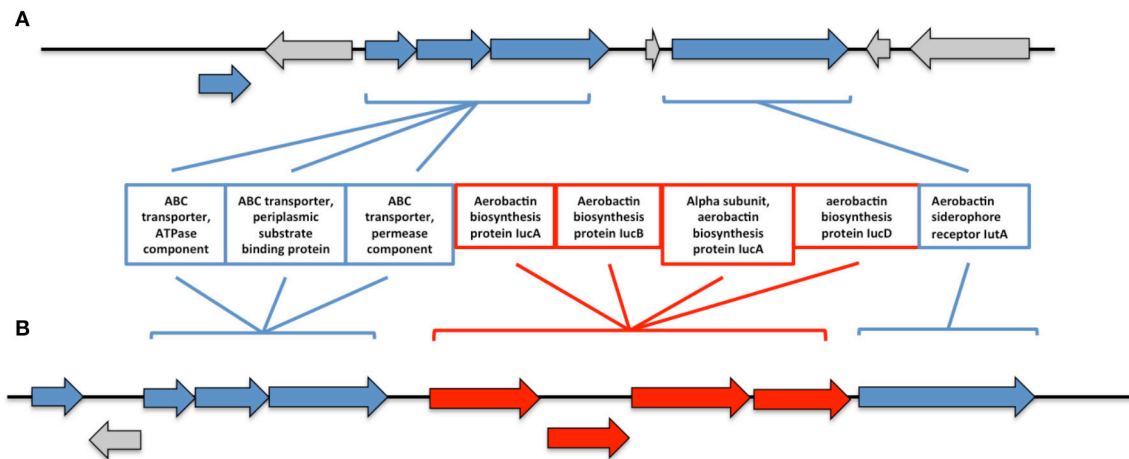 A
ABC
transporter,
ATPase
component
ABC transporter,
periplasmic
substrate
binding protein
ABC
transporter,
permease
component
Aerobactin
biosynthesis
protein IucA
Aerobactin
biosynthesis
protein IucB
Alpha subunit,
aerobactin
biosynthesis
protein IucA
aerobactin
biosynthesis
protein IucD
Aerobactin
siderophore
receptor IutA
B